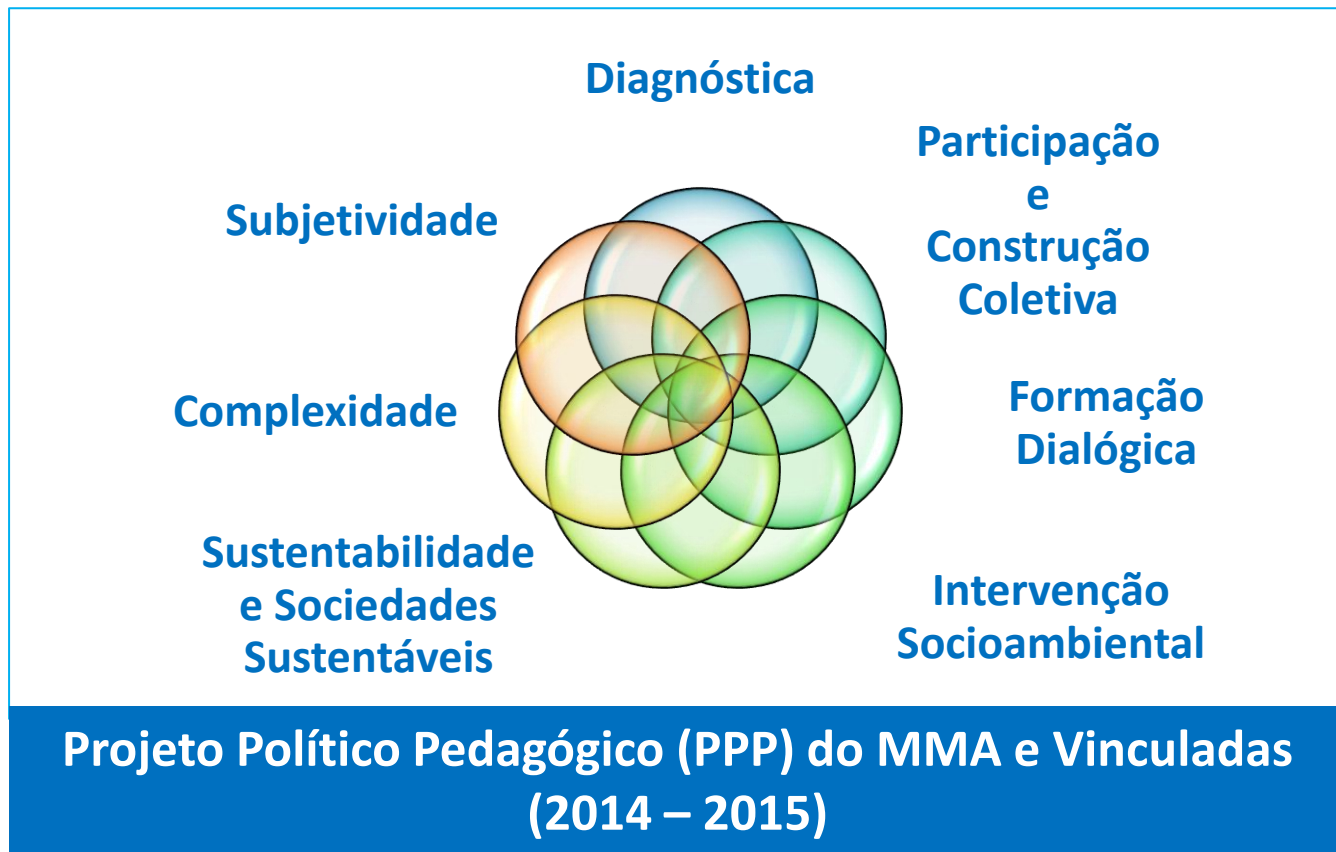 Diagnóstica
Participação
e
Construção
Coletiva
Formação
Dialógica
Intervenção
Socioambiental
Sustentabilidade
e Sociedades
Sustentáveis
Complexidade
Subjetividade
Projeto Político Pedagógico (PPP) do MMA e Vinculadas
(2014 – 2015)